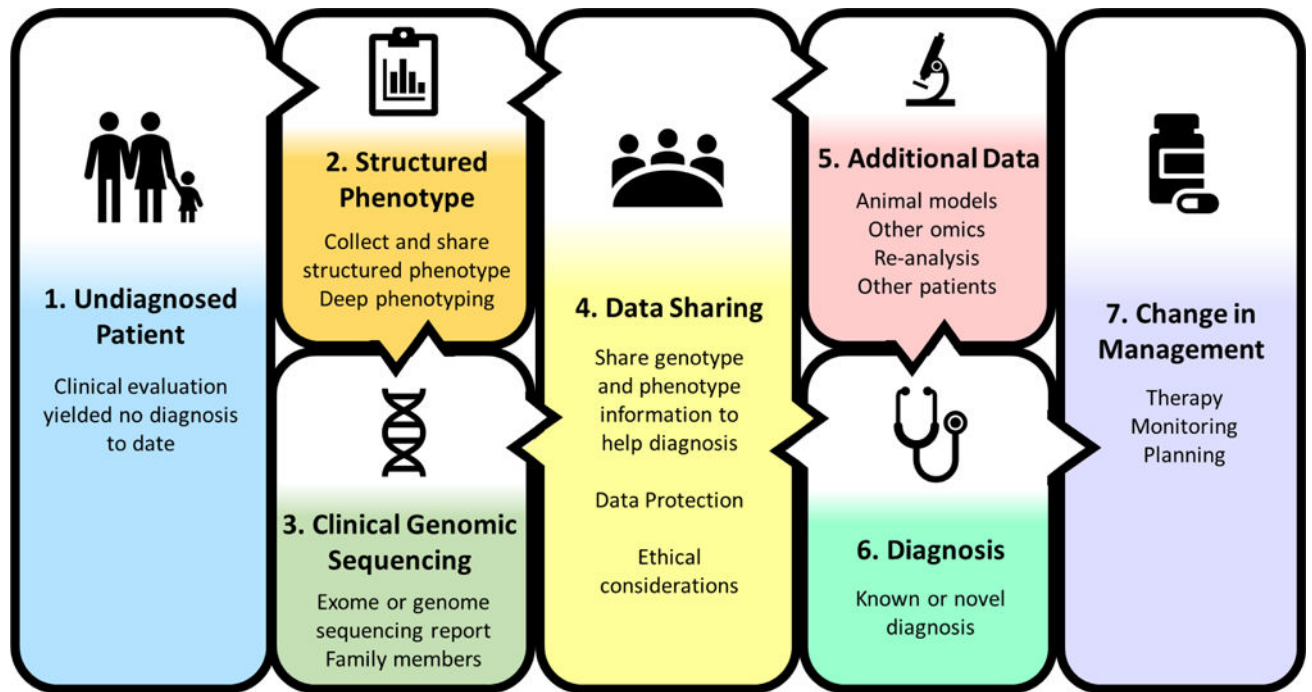 1. Undiagnosed
Patient
Clinical evaluation
yielded no diagnosis
to date
2. Structured
Phenotype
Collect and share
structured phenotype
Deep phenotyping
3. Clinical Genomic
Sequencing
Exome or genome
sequencing report
Family members
4. Data Sharing
Share genotype
and phenotype
information to
help diagnosis
Data Protection
Ethical
considerations
5. Additional Data
Animal models
Other omics
Re-analysis
Other patients
6. Diagnosis
Known or novel
diagnosis
7. Change in
Management
Therapy
Monitoring
Planning